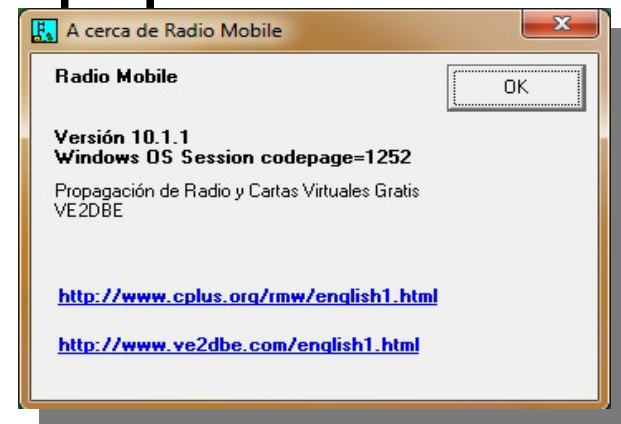 A cerca de Radio Mobile
Radio Mobile
OK
Versión 10.1.1
Windows OS Session codepage=1252
Propagación de Radio y Cartas Virtuales Gratis
VE2DBE
http://www.cplus.org/rmw/english1.html
http://www.ve2dbe.com/english1.html